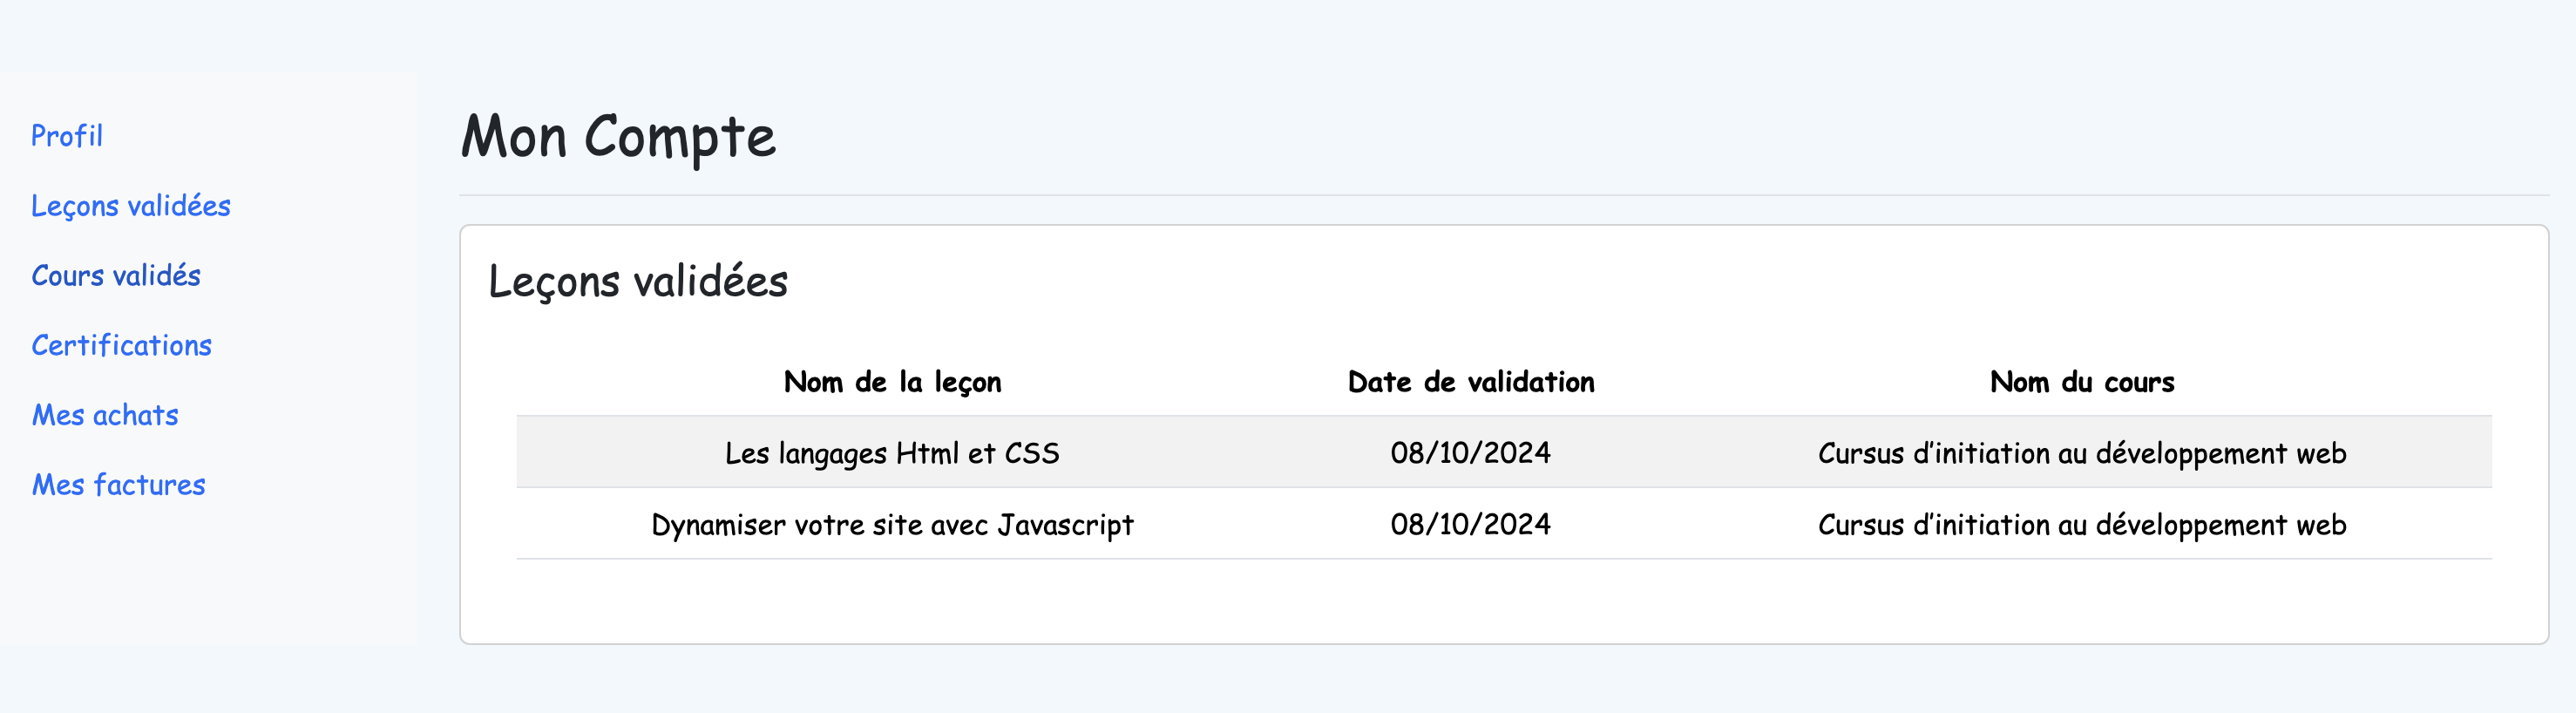 Profil
Leçons validées
Cours validés
Certifications
Mes achats
Mes factures
Mon Compte
Leçons validées
Nom de la leçon Date de validation Nom du cours
Les langages Html et CSS 08/10/2024 Cursus d'initiation au développement web
Dynamiser votre site avec Javascript 08/10/2024 Cursus d'initiation au développement web